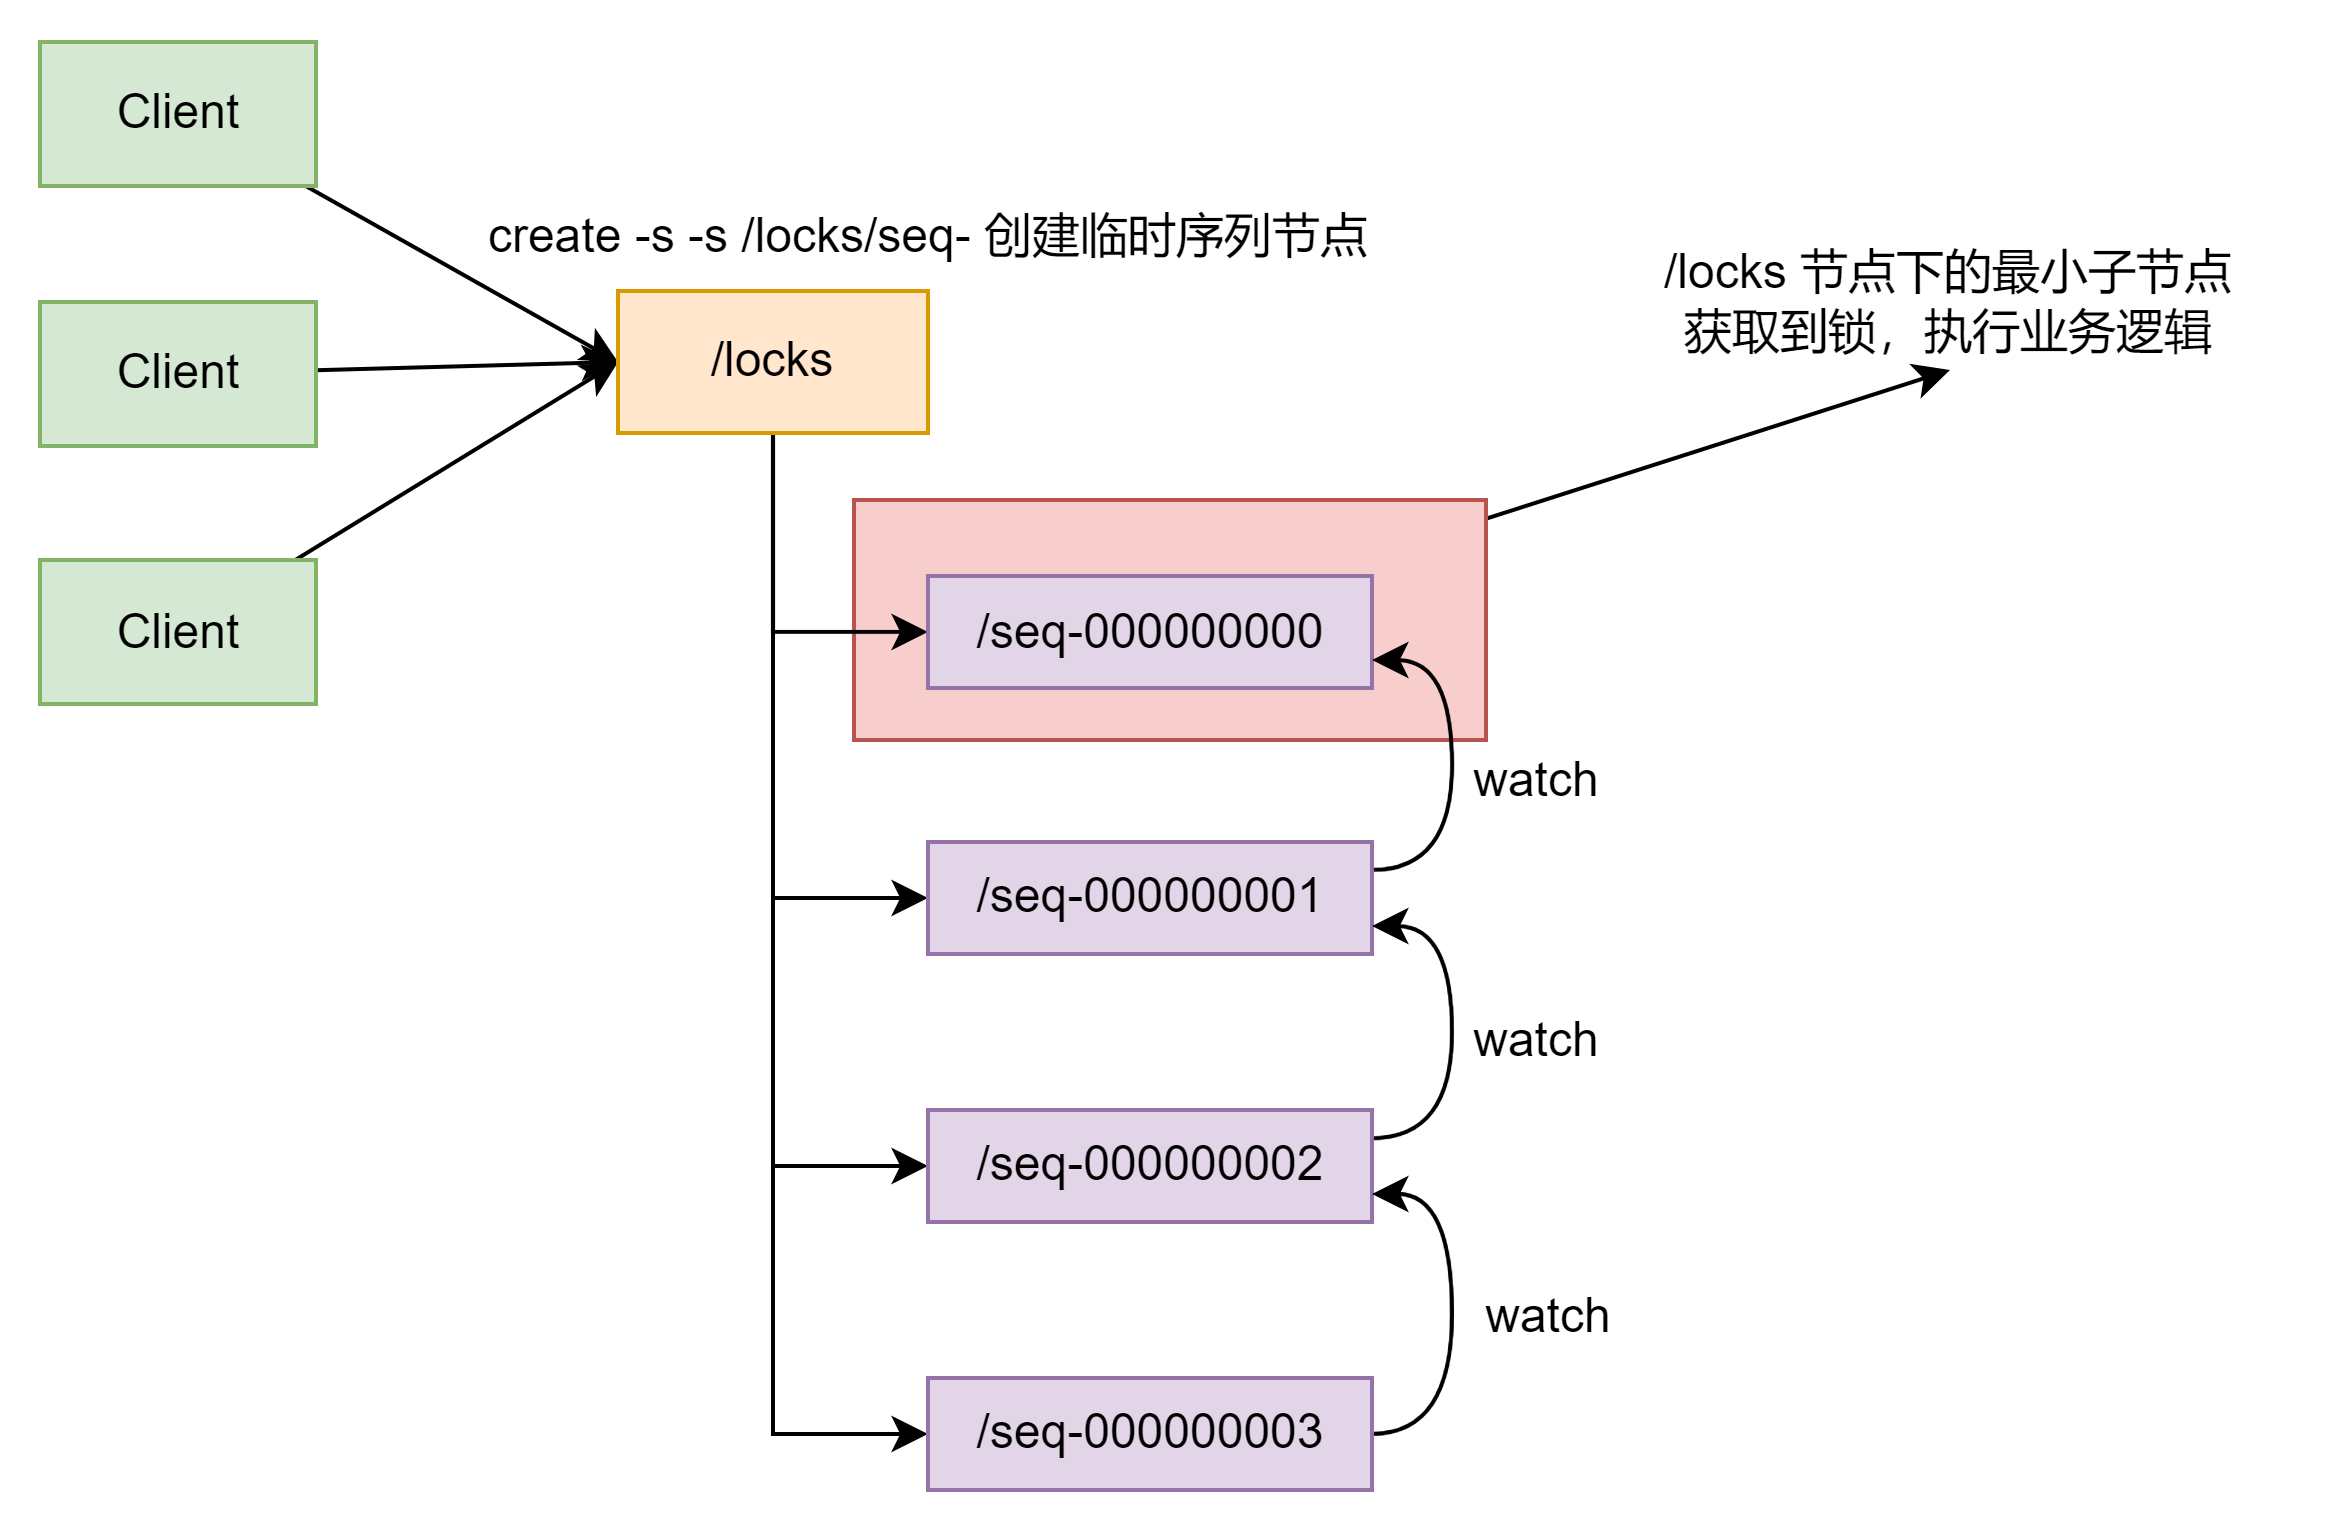 Client
create -s -s /locks/seq- 创建临时序列节点
/locks 节点下的最小子节点
获取到锁，执行业务逻辑
Client
/locks
Client
/seq-000000000
watch
/seq-000000001
watch
/seq-000000002
watch
/seq-000000003